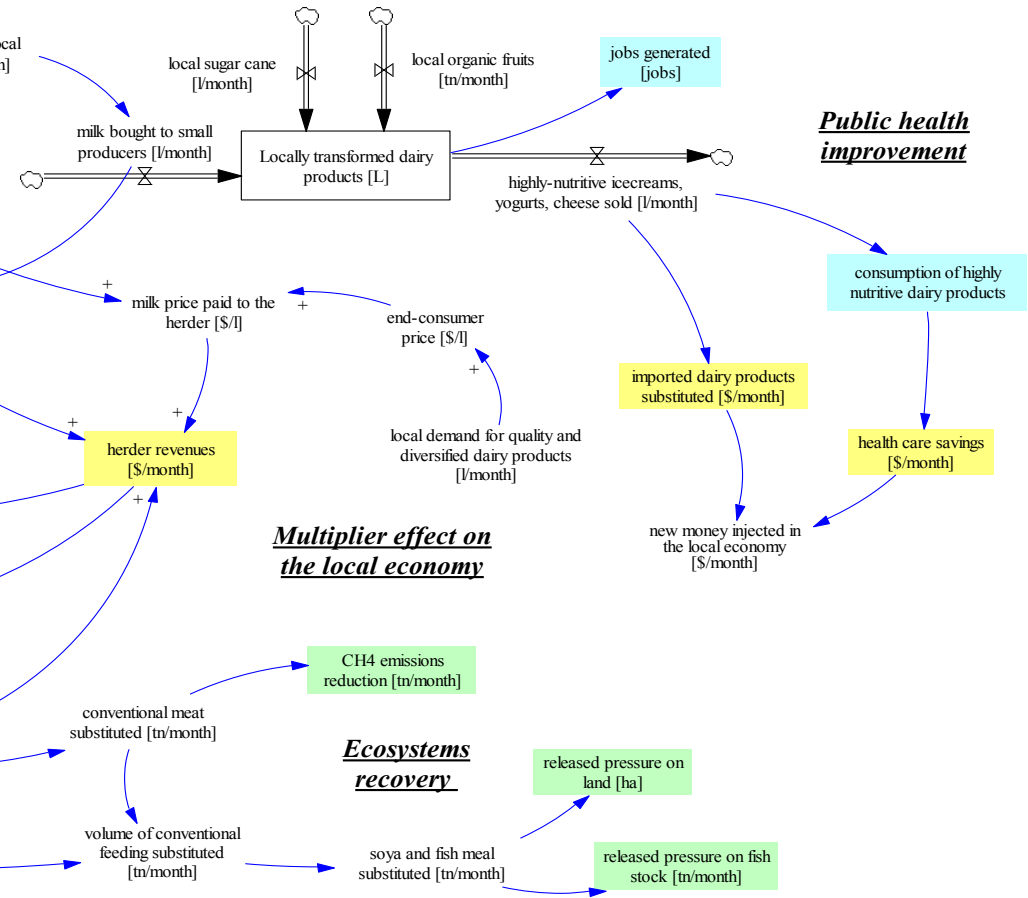 local sugar cane
[l/month]
local organic fruits
[tn/month]
jobs generated
[jobs]
Public health
improvement
milk bought to small
producers [l/month]
Locally transformed dairy
products [L]
highly-nutritive icecreams,
yogurts, cheese sold [l/month]
consumption of highly
nutritive dairy products
+
milk price paid to the
herder [$/l]
+
end-consumer
price [$/l]
+
imported dairy products
substituted [$/month]
+
+
herder revenues
[$/month]
+
local demand for quality and
diversified dairy products
[l/month]
health care savings
[$/month]
new money injected in
the local economy
[$/month]
Multiplier effect on
the local economy
CH4 emissions
reduction [tn/month]
conventional meat
substituted [tn/month]
Ecosystems
recovery
released pressure on
land [ha]
volume of conventional
feeding substituted
[tn/month]
soya and fish meal
substituted [tn/month]
released pressure on fish
stock [tn/month]